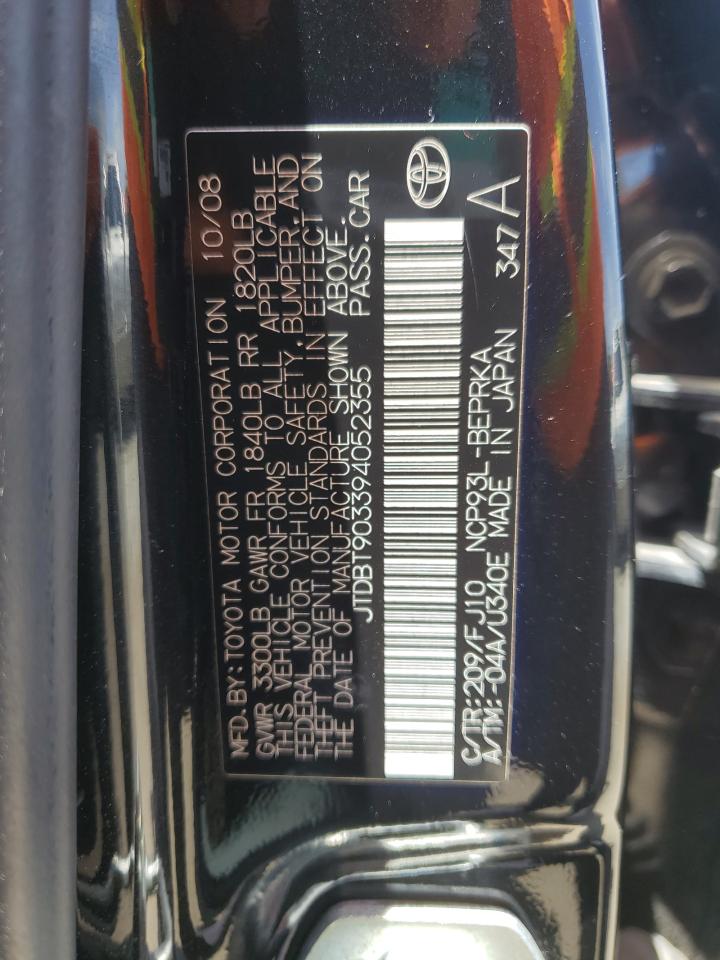 MFD. BY: TOYOTA MOTOR CORPORATION 10/08
GVWR 3300LB GAWR FR 1840LB RR 1820LB
THIS VEHICLE CONFORMS TO ALL APPLICABLE
FEDERAL MOTOR VEHICLE SAFETY, BUMPER, AND
THEFT PREVENTION STANDARDS IN EFFECT ON
THE DATE OF MANUFACTURE SHOWN ABOVE.
JTDBT903394052355 PASS. CAR
C/TR: 209/FJ10 NCP93L-BEPRKA
A/TM: -04A/U340E MADE IN JAPAN 347A